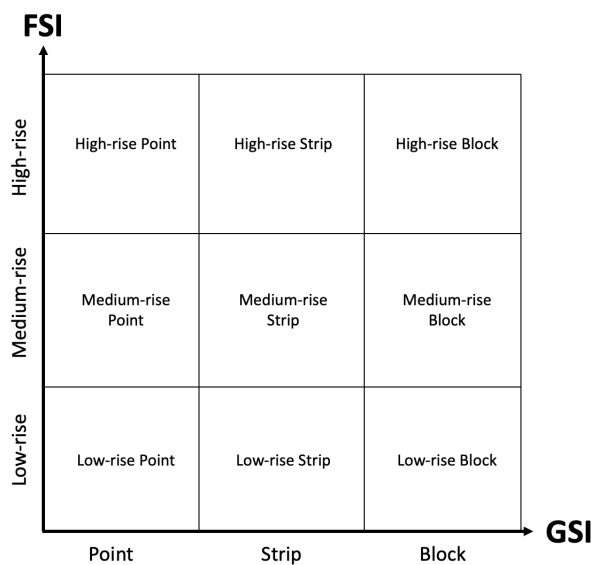 FSI
High-rise
High-rise Point
High-rise Strip
High-rise Block
Medium-rise
Medium-rise
Point
Medium-rise
Strip
Medium-rise
Block
Low-rise
Low-rise Point
Low-rise Strip
Low-rise Block
GSI
Point
Strip
Block